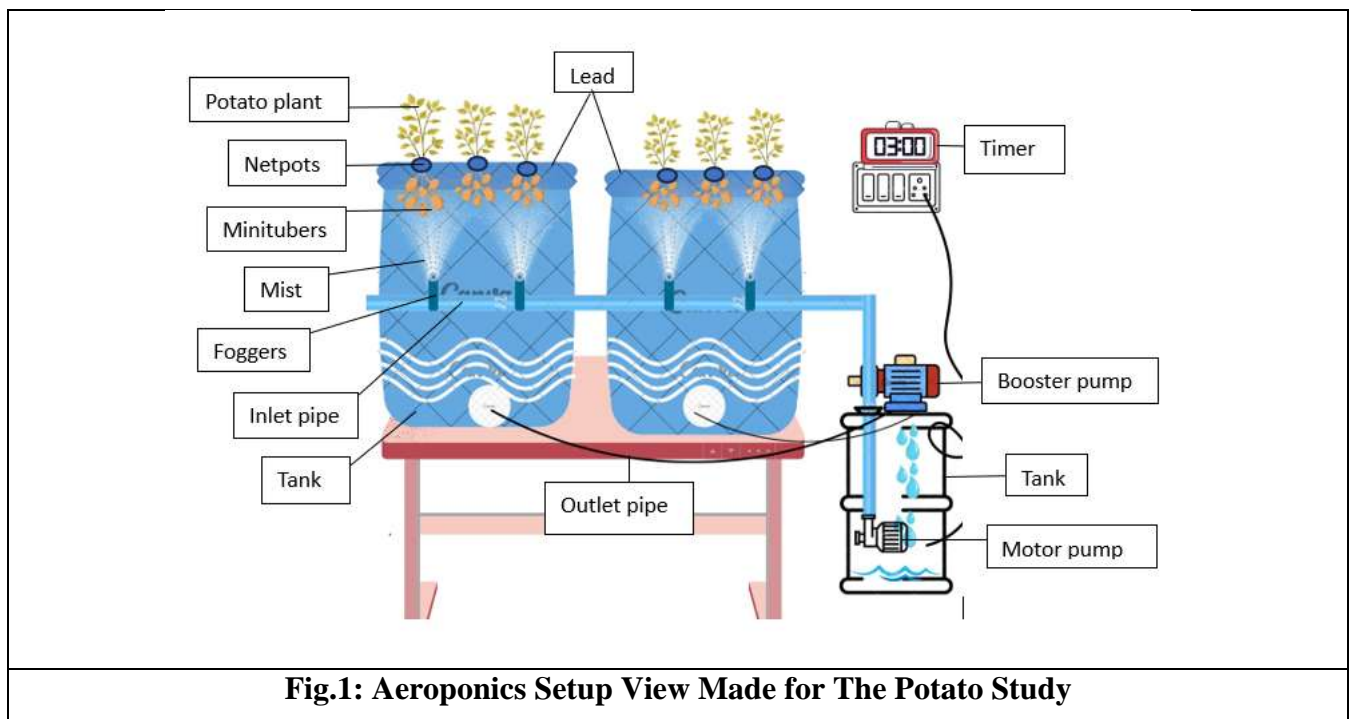 Lead
Potato plant
Netpots
Minitubers
Mist
Foggers
Inlet pipe
Tank
Outlet pipe
03:00
Timer
Booster pump
Tank
Motor pump
Fig.1: Aeroponics Setup View Made for The Potato Study